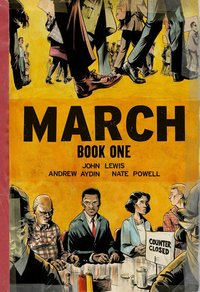 MARCH
BOOK ONE
JOHN LEWIS
ANDREW AYDIN NATE POWELL
COUNTER
CLOSED